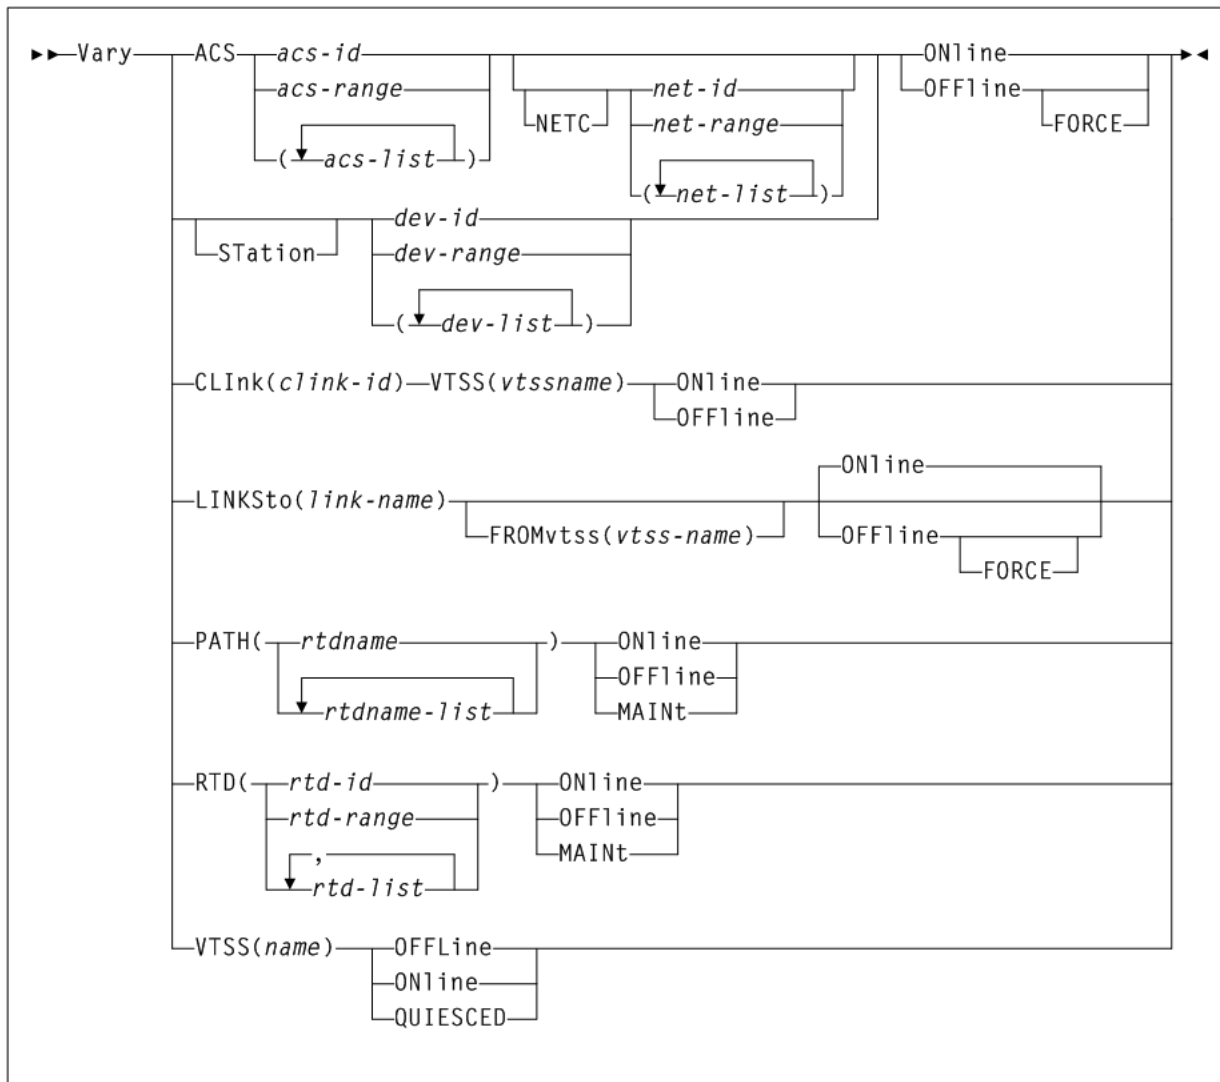 Vary ACS acs-id net-id ONline
acs-range NETC net-range OFFline
FORCE
(acs-list)
(net-list)
dev-id
STation dev-range
(dev-list)
CLInk(clink-id) VTSS(vtssname) ONline
OFFline
ONline
LINKSto(link-name)
FROMvtss(vtss-name) OFFline
FORCE
PATH( rtdname ) ONline
OFFline
rtdname-list MAINt
RTD( rtd-id ) ONline
rtd-range OFFline
, MAINt
rtd-list
VTSS(name) OFFLine
ONline
QUIESCED